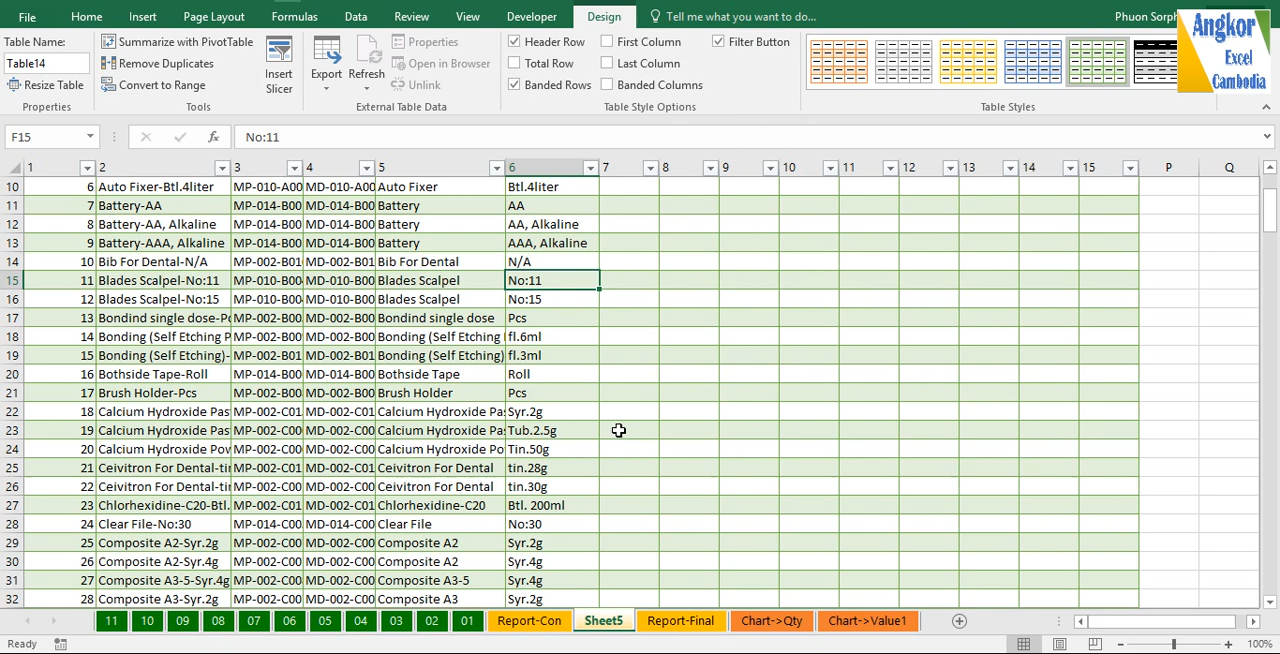 File Home Insert Page Layout Formulas Data Review View Developer Design Tell me what you want to do... Phuon Sorph
Angkor
Excel
Cambodia
Table Name:
Table14
Resize Table
Properties
Summarize with PivotTable
Remove Duplicates
Convert to Range
Tools
Insert
Slicer
Export Refresh
Properties
Open in Browser
Unlink
External Table Data
Header Row First Column Filter Button
Total Row Last Column
Banded Rows Banded Columns
Table Style Options
Table Styles
F15 fx No:11
1 2 3 4 5 6 7 8 9 10 11 12 13 14 15 P Q
10 6 Auto Fixer-Btl.4liter MP-010-A00 MD-010-A00 Auto Fixer Btl.4liter
11 7 Battery-AA MP-014-B00 MD-014-B00 Battery AA
12 8 Battery-AA, Alkaline MP-014-B00 MD-014-B00 Battery AA, Alkaline
13 9 Battery-AAA, Alkaline MP-014-B00 MD-014-B00 Battery AAA, Alkaline
14 10 Bib For Dental-N/A MP-002-B01 MD-002-B01 Bib For Dental N/A
15 11 Blades Scalpel-No:11 MP-010-B00 MD-010-B00 Blades Scalpel No:11
16 12 Blades Scalpel-No:15 MP-010-B00 MD-010-B00 Blades Scalpel No:15
17 13 Bondind single dose-Pc MP-002-B00 MD-002-B00 Bondind single dose Pcs
18 14 Bonding (Self Etching P MP-002-B00 MD-002-B00 Bonding (Self Etching fl.6ml
19 15 Bonding (Self Etching)- MP-002-B01 MD-002-B00 Bonding (Self Etching) fl.3ml
20 16 Bothside Tape-Roll MP-014-B00 MD-014-B00 Bothside Tape Roll
21 17 Brush Holder-Pcs MP-002-B00 MD-002-B00 Brush Holder Pcs
22 18 Calcium Hydroxide Pas MP-002-C01 MD-002-C01 Calcium Hydroxide Pas Syr.2g
23 19 Calcium Hydroxide Pas MP-002-C00 MD-002-C00 Calcium Hydroxide Pas Tub.2.5g
24 20 Calcium Hydroxide Pov MP-002-C00 MD-002-C00 Calcium Hydroxide Po Tin.50g
25 21 Ceivitron For Dental-ti MP-002-C01 MD-002-C01 Ceivitron For Dental tin.28g
26 22 Ceivitron For Dental-ti MP-002-C00 MD-002-C00 Ceivitron For Dental tin.30g
27 23 Chlorhexidine-C20-Btl. MP-002-C01 MD-002-C01 Chlorhexidine-C20 Btl. 200ml
28 24 Clear File-No:30 MP-014-C00 MD-014-C00 Clear File No:30
29 25 Composite A2-Syr.2g MP-002-C00 MD-002-C00 Composite A2 Syr.2g
30 26 Composite A2-Syr.4g MP-002-C00 MD-002-C00 Composite A2 Syr.4g
31 27 Composite A3-5-Syr.4g MP-002-C00 MD-002-C00 Composite A3-5 Syr.4g
32 28 Composite A3-Syr.2g MP-002-C00 MD-002-C00 Composite A3 Syr.2g
11 10 09 08 07 06 05 04 03 02 01 Report-Con Sheet5 Report-Final Chart->Qty Chart->Value1
Ready 100%